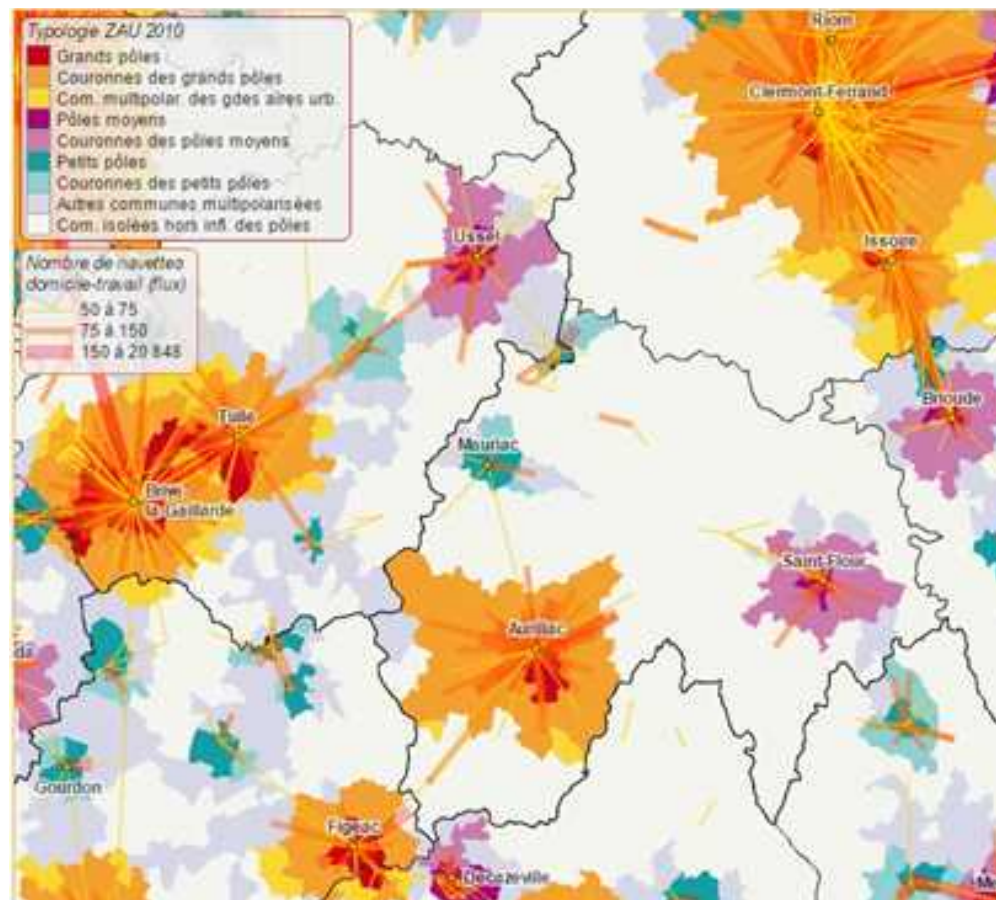 Typologie ZAU 2010
Grands pôles
Couronnes des grands pôles
Com. multipolar. des gdes aires urb.
Pôles moyens
Couronnes des pôles moyens
Petits pôles
Couronnes des petits pôles
Autres communes multipolarisées
Com. isolées hors infl. des pôles
Nombre de navettes
domicile-travail (flux)
50 à 75
75 à 150
150 à 20 848
Riom
Clermont-Ferrand
Ussel
Issoire
Brioude
Tulle
Mauriac
Brive
la Gaillarde
Saint-Flour
Aurillac
Gourdon
Figeac
Decazeville